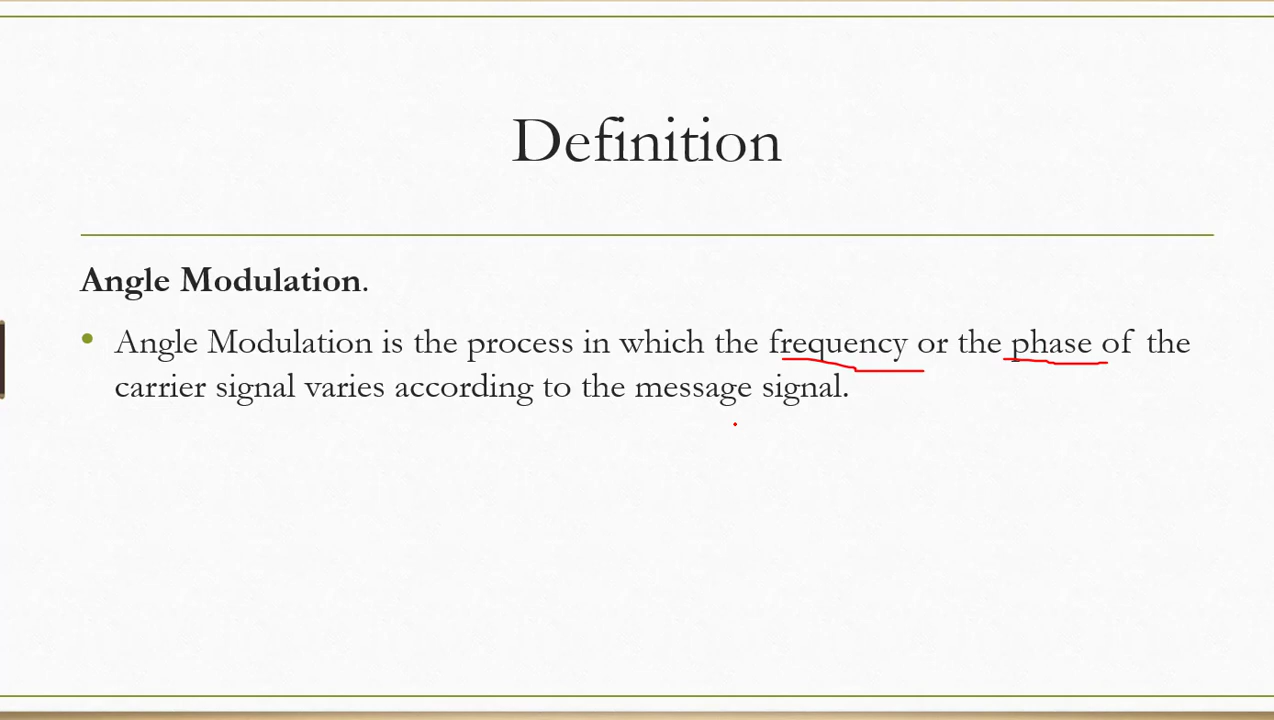 Definition
Angle Modulation.
• Angle Modulation is the process in which the frequency or the phase of the
carrier signal varies according to the message signal.